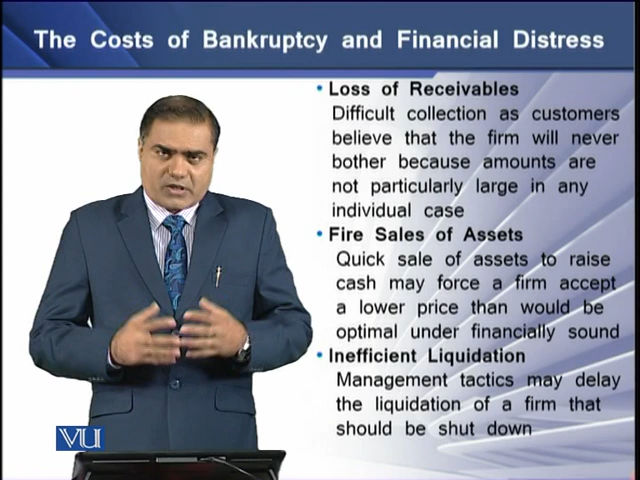 The Costs of Bankruptcy and Financial Distress
• Loss of Receivables
Difficult collection as customers
believe that the firm will never
bother because amounts are
not particularly large in any
individual case
• Fire Sales of Assets
Quick sale of assets to raise
cash may force a firm accept
a lower price than would be
optimal under financially sound
• Inefficient Liquidation
Management tactics may delay
the liquidation of a firm that
should be shut down
VU